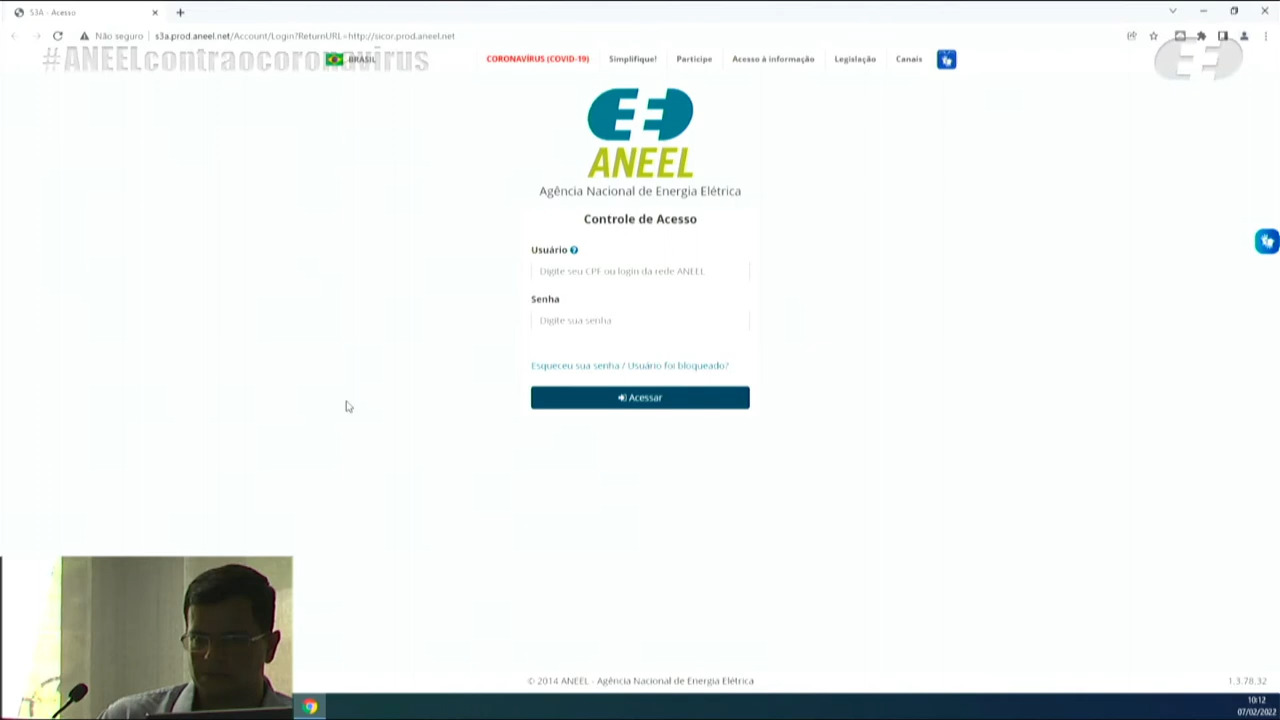 S3A - Acesso
Não seguro
s3a.prod.aneel.net/Account/Login?ReturnURL=http://sicor.prod.aneel.net
#ANEELcontraocoronavírus
BRASIL
CORONAVÍRUS (COVID-19)
Simplifique!
Participe
Acesso à informação
Legislação
Canais
ANEEL
Agência Nacional de Energia Elétrica
Controle de Acesso
Usuário
Digite seu CPF ou login da rede ANEEL
Senha
Digite sua senha
Esqueceu sua senha / Usuário foi bloqueado?
Acessar
© 2014 ANEEL - Agência Nacional de Energia Elétrica
1.3.78.32
10:12
07/02/2022